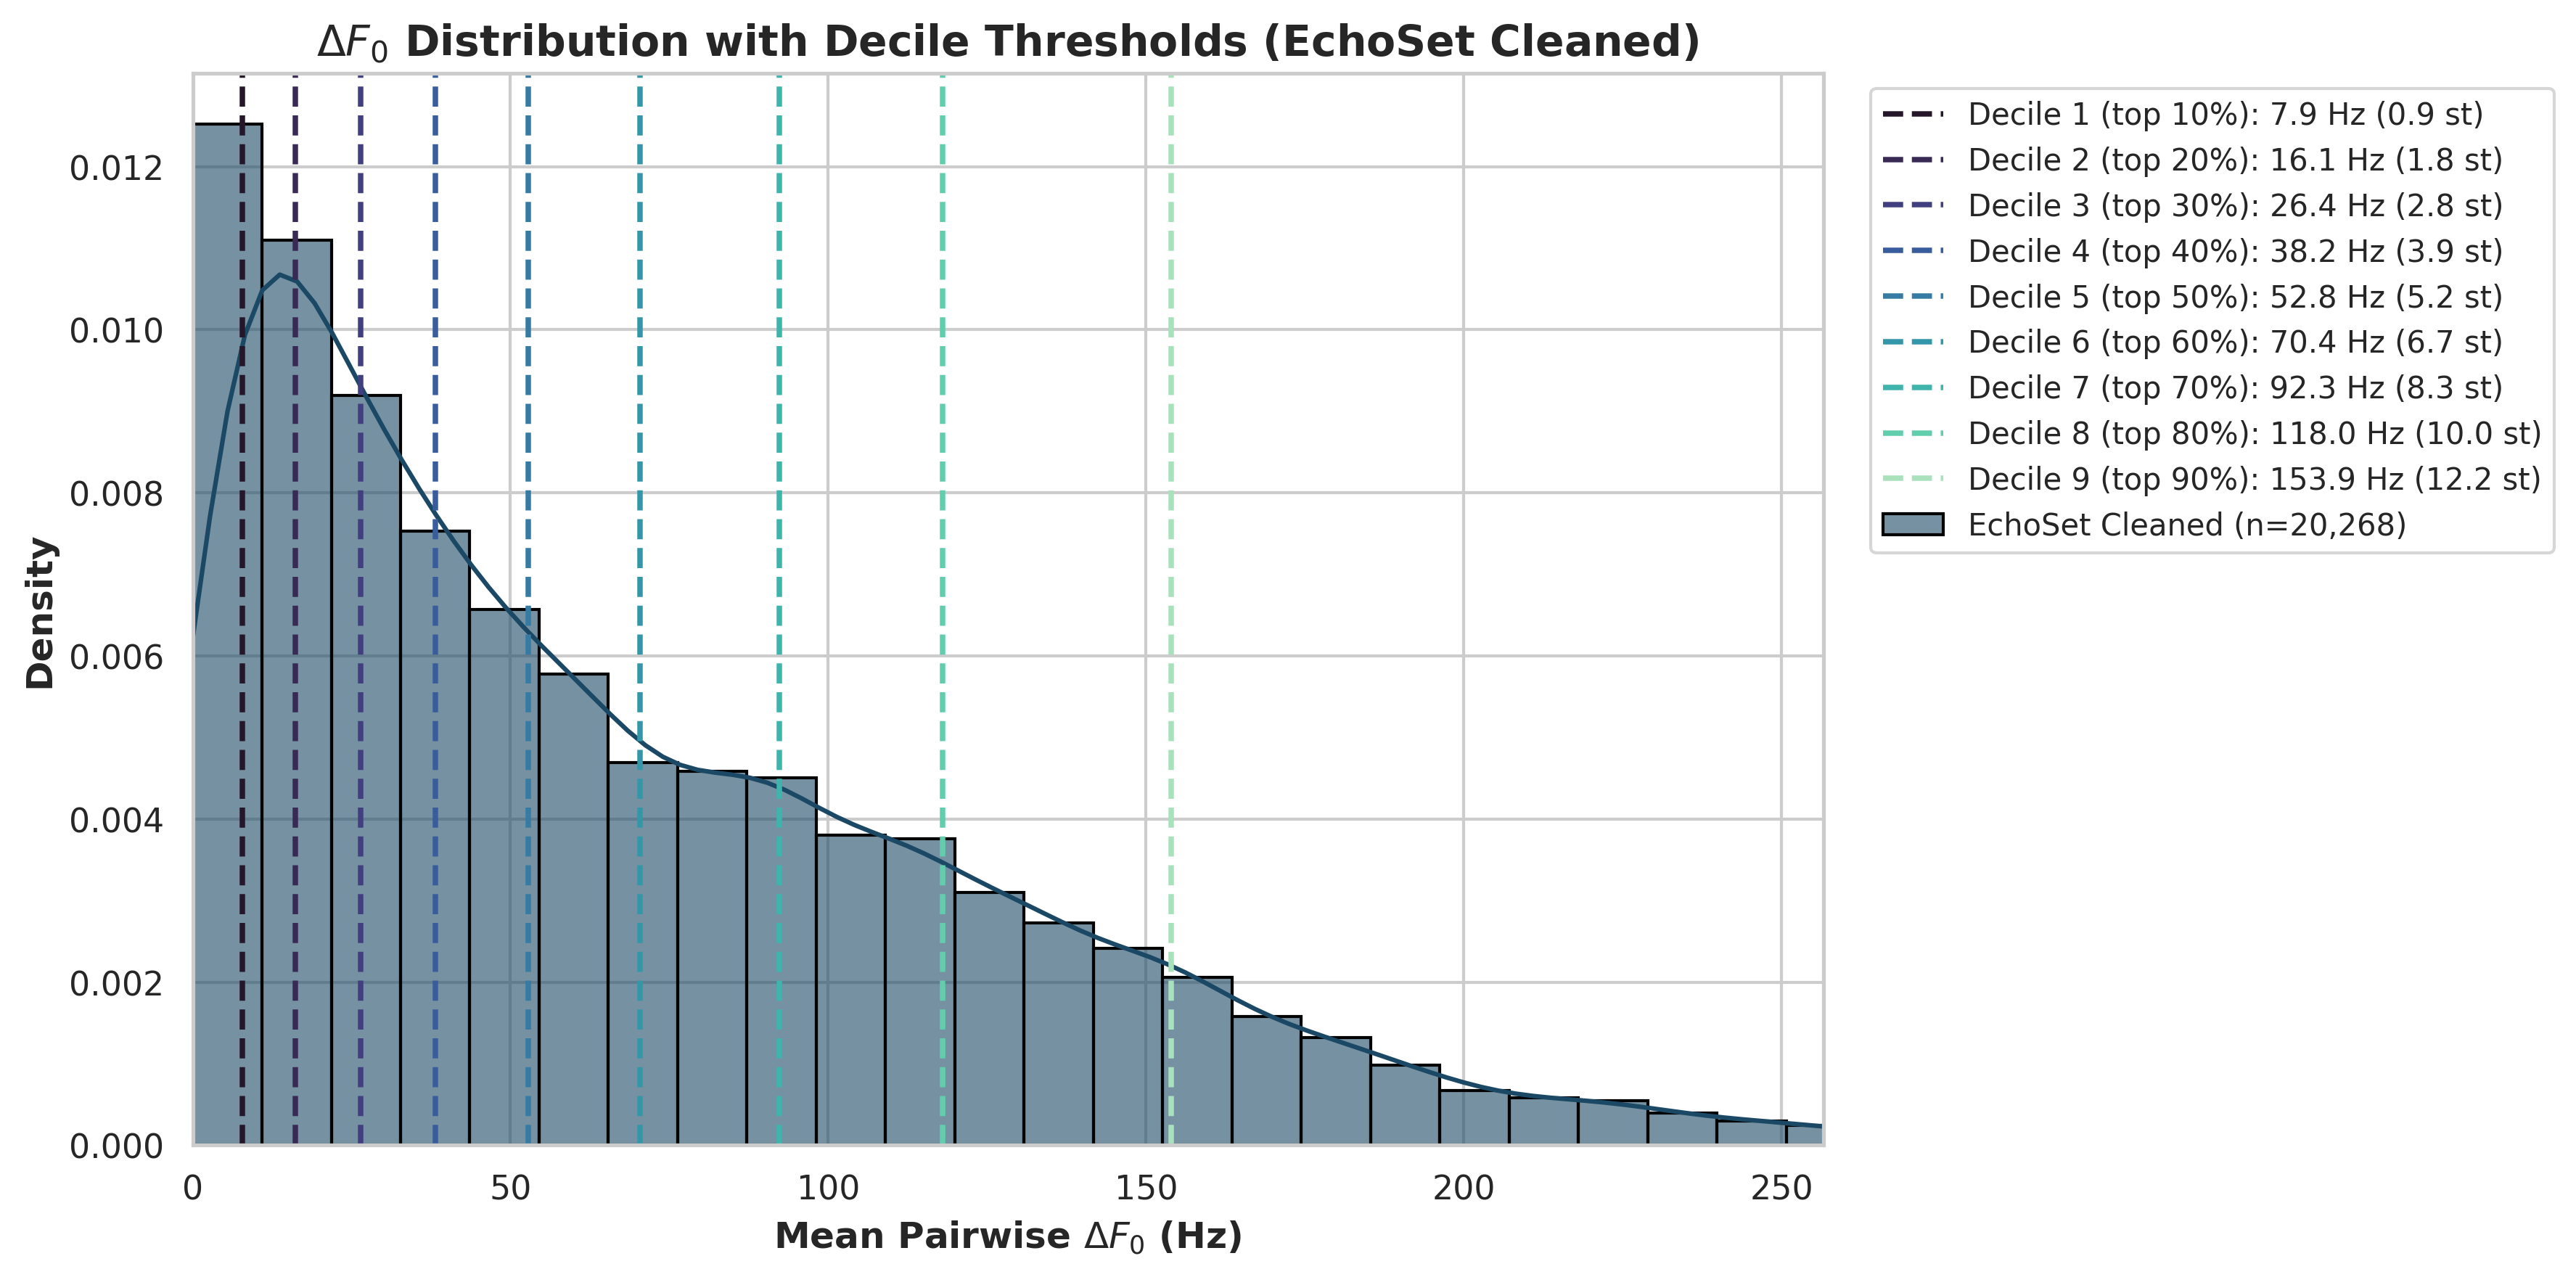 ΔF₀ Distribution with Decile Thresholds (EchoSet Cleaned)
Density
0.012
0.010
0.008
0.006
0.004
0.002
0.000
0 50 100 150 200 250
Mean Pairwise ΔF₀ (Hz)
Decile 1 (top 10%): 7.9 Hz (0.9 st)
Decile 2 (top 20%): 16.1 Hz (1.8 st)
Decile 3 (top 30%): 26.4 Hz (2.8 st)
Decile 4 (top 40%): 38.2 Hz (3.9 st)
Decile 5 (top 50%): 52.8 Hz (5.2 st)
Decile 6 (top 60%): 70.4 Hz (6.7 st)
Decile 7 (top 70%): 92.3 Hz (8.3 st)
Decile 8 (top 80%): 118.0 Hz (10.0 st)
Decile 9 (top 90%): 153.9 Hz (12.2 st)
EchoSet Cleaned (n=20,268)